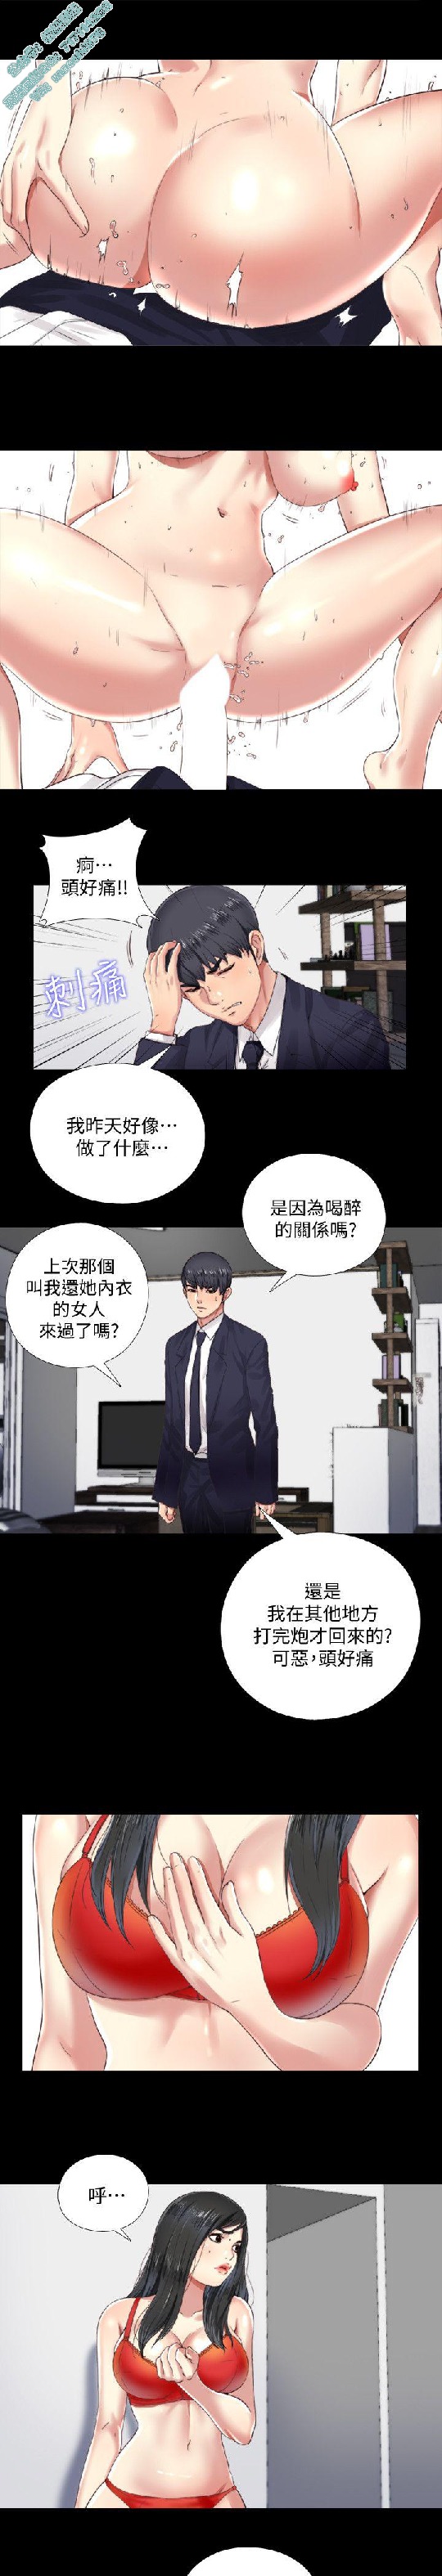 痾…
頭好痛!!
刺痛
我昨天好像…
做了什麼…
是因為喝醉
的關係嗎?
上次那個
叫我還她內衣
的女人
來過了嗎?
還是
我在其他地方
打完炮才回來的?
可惡,頭好痛
呼…